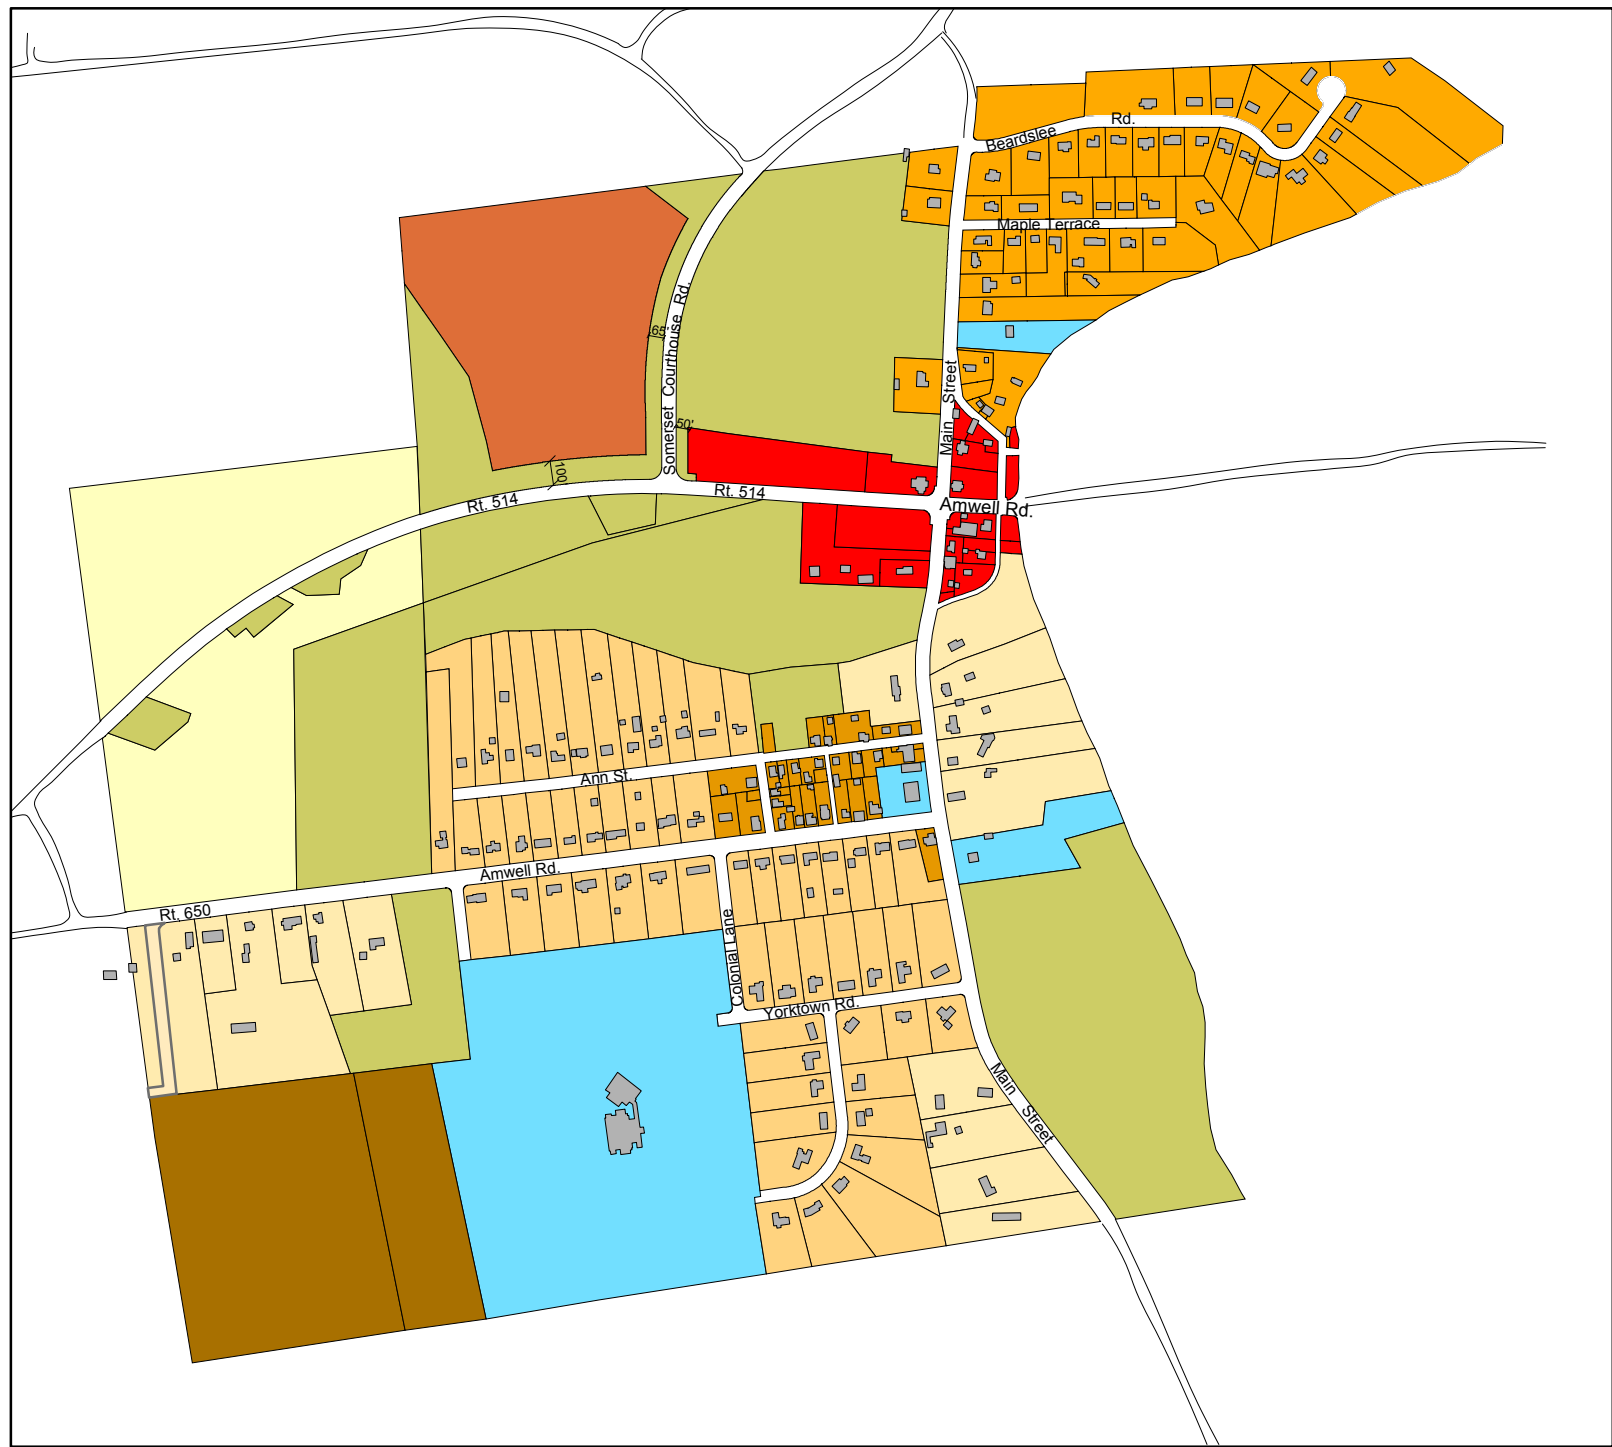 Beardslee Rd.
Maple Terrace
Somerset Courthouse Rd.
65'
Main Street
50'
100'
Rt. 514
Rt. 514
Amwell Rd.
Ann St.
Amwell Rd.
Rt. 650
Colonial Lane
Yorktown Rd.
Main Street